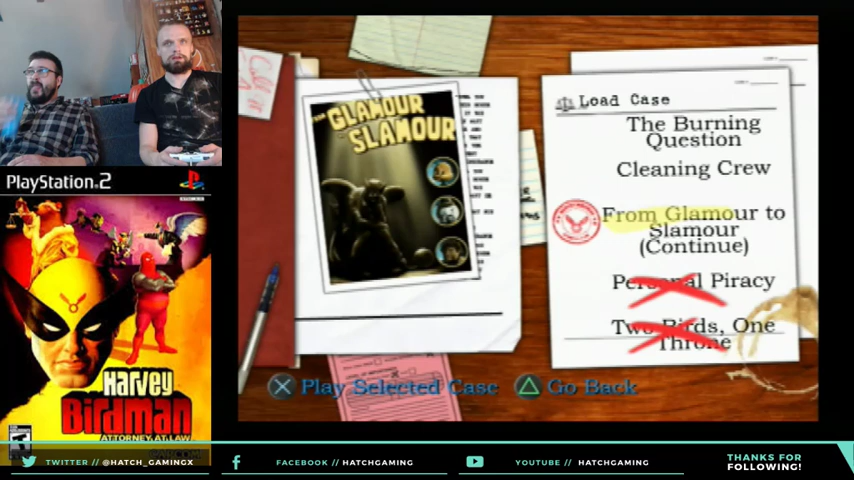 PlayStation®2
Harvey
Birdman
ATTORNEY AT LAW
FROM
GLAMOUR
TO
SLAMOUR
Load Case
The Burning
Question
Cleaning Crew
From Glamour to
Slamour
(Continue)
Personal Piracy
Two Birds, One
Throne
Play Selected Case
Go Back
TWITTER // @HATCH_GAMINGX
FACEBOOK // HATCHGAMING
YOUTUBE // HATCHGAMING
THANKS FOR
FOLLOWING!